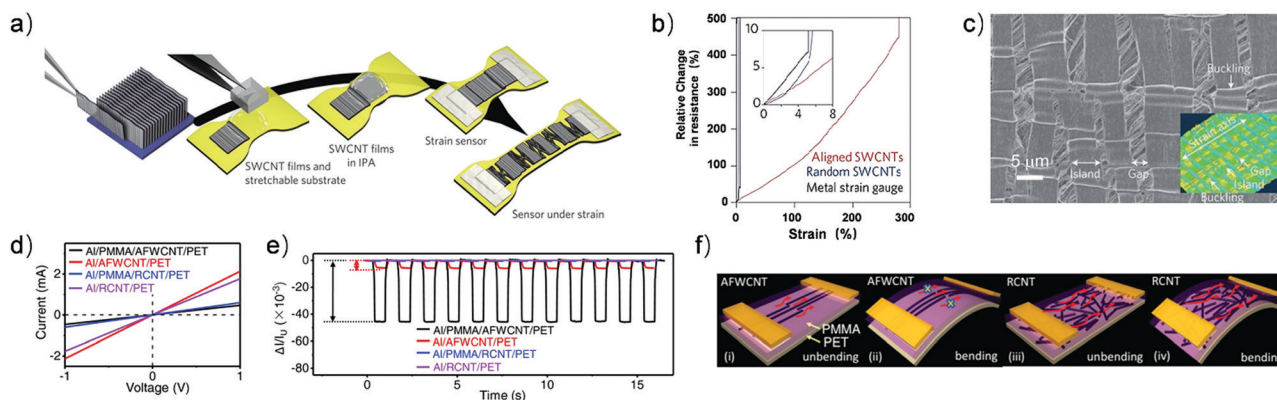 a)
SWCNT films and
stretchable substrate
SWCNT films
in IPA
Strain sensor
Sensor under strain
b)
Relative Change
in resistance (%)
500
400
300
200
100
0
10
5
0
0 4 8
Aligned SWCNTs
Random SWCNTs
Metal strain gauge
0 100 200 300
Strain (%)
c)
Buckling
5 µm
Island
Gap
Strain axis
Gap
Island
Buckling
d)
Al/PMMA/AFWCNT/PET
Al/AFWCNT/PET
Al/PMMA/RCNT/PET
Al/RCNT/PET
Current (mA)
2
0
-2
-1 0 1
Voltage (V)
e)
ΔI/Iu (× 10-3)
0
-20
-40
-60
-80
Al/PMMA/AFWCNT/PET
Al/AFWCNT/PET
Al/PMMA/RCNT/PET
Al/RCNT/PET
0 5 10 15
Time (s)
f)
AFWCNT
PMMA
PET
(i)
unbending
AFWCNT
(ii)
bending
RCNT
(iii)
unbending
RCNT
(iv)
bending